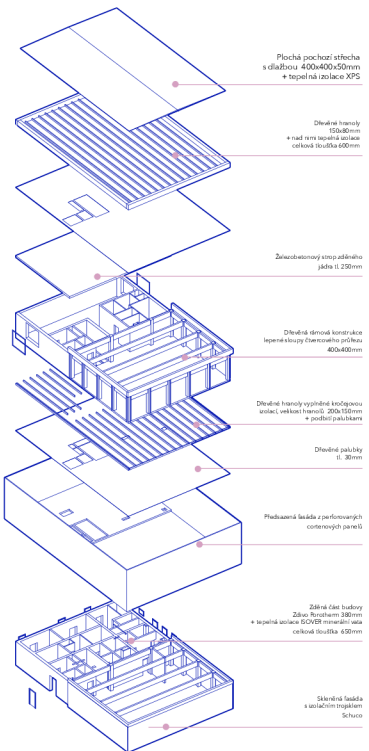 Plochá pochozí střecha
s dlažbou 400x400x50mm
+ tepelná izolace XPS
Dřevěné hranoly
150x80mm
+ nad nimi tepelná izolace
celková tloušťka 600mm
Železobetonový strop zděného
jádra tl. 250mm
Dřevěná rámová konstrukce
lepené sloupy čtvercového průřezu
400x400mm
Dřevěné hranoly vyplněné kročejovou
izolací, velikost hranolů 200x150mm
+ podbití palubkami
Dřevěné palubky
tl. 30mm
Předsazená fasáda z perforovaných
cortenových panelů
Zděná část budovy
Zdivo Porotherm 380mm
+ tepelná izolace ISOVER minerální vata
celková tloušťka 650mm
Skleněná fasáda
s izolačním trojsklem
Schuco